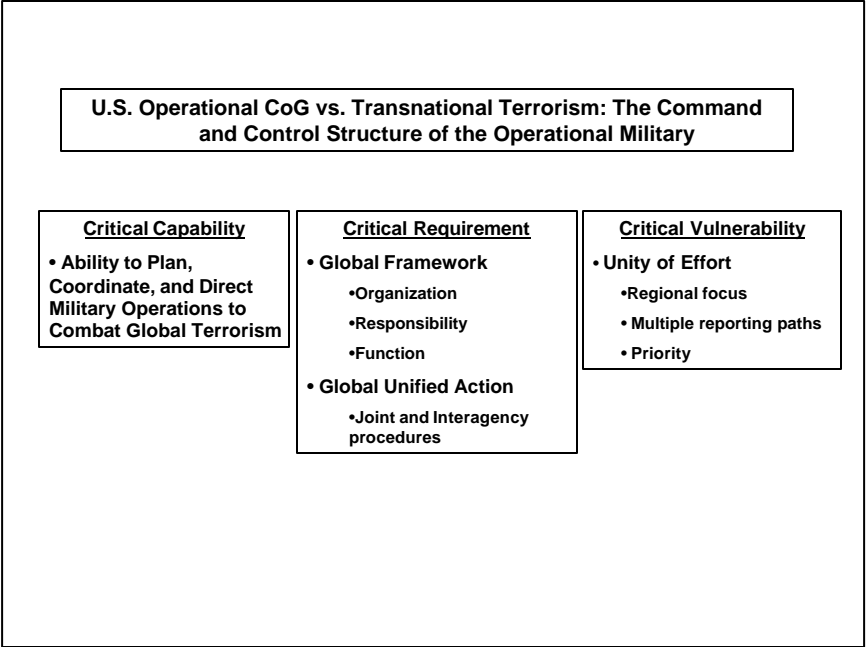 U.S. Operational CoG vs. Transnational Terrorism: The Command
and Control Structure of the Operational Military
Critical Capability
• Ability to Plan,
Coordinate, and Direct
Military Operations to
Combat Global Terrorism
Critical Requirement
• Global Framework
•Organization
•Responsibility
•Function
• Global Unified Action
•Joint and Interagency
procedures
Critical Vulnerability
• Unity of Effort
•Regional focus
• Multiple reporting paths
• Priority